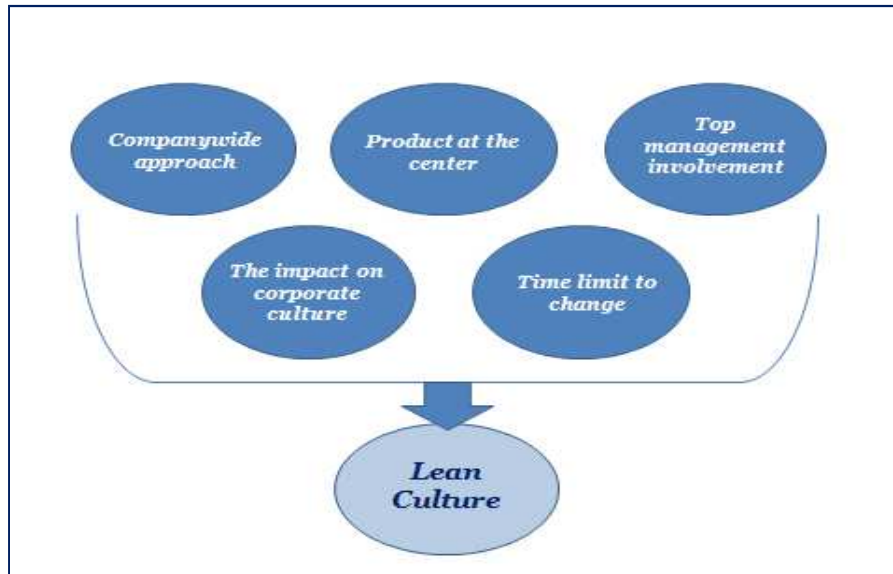 Companywide
approach
Product at the
center
Top
management
involvement
The impact on
corporate
culture
Time limit to
change
Lean
Culture